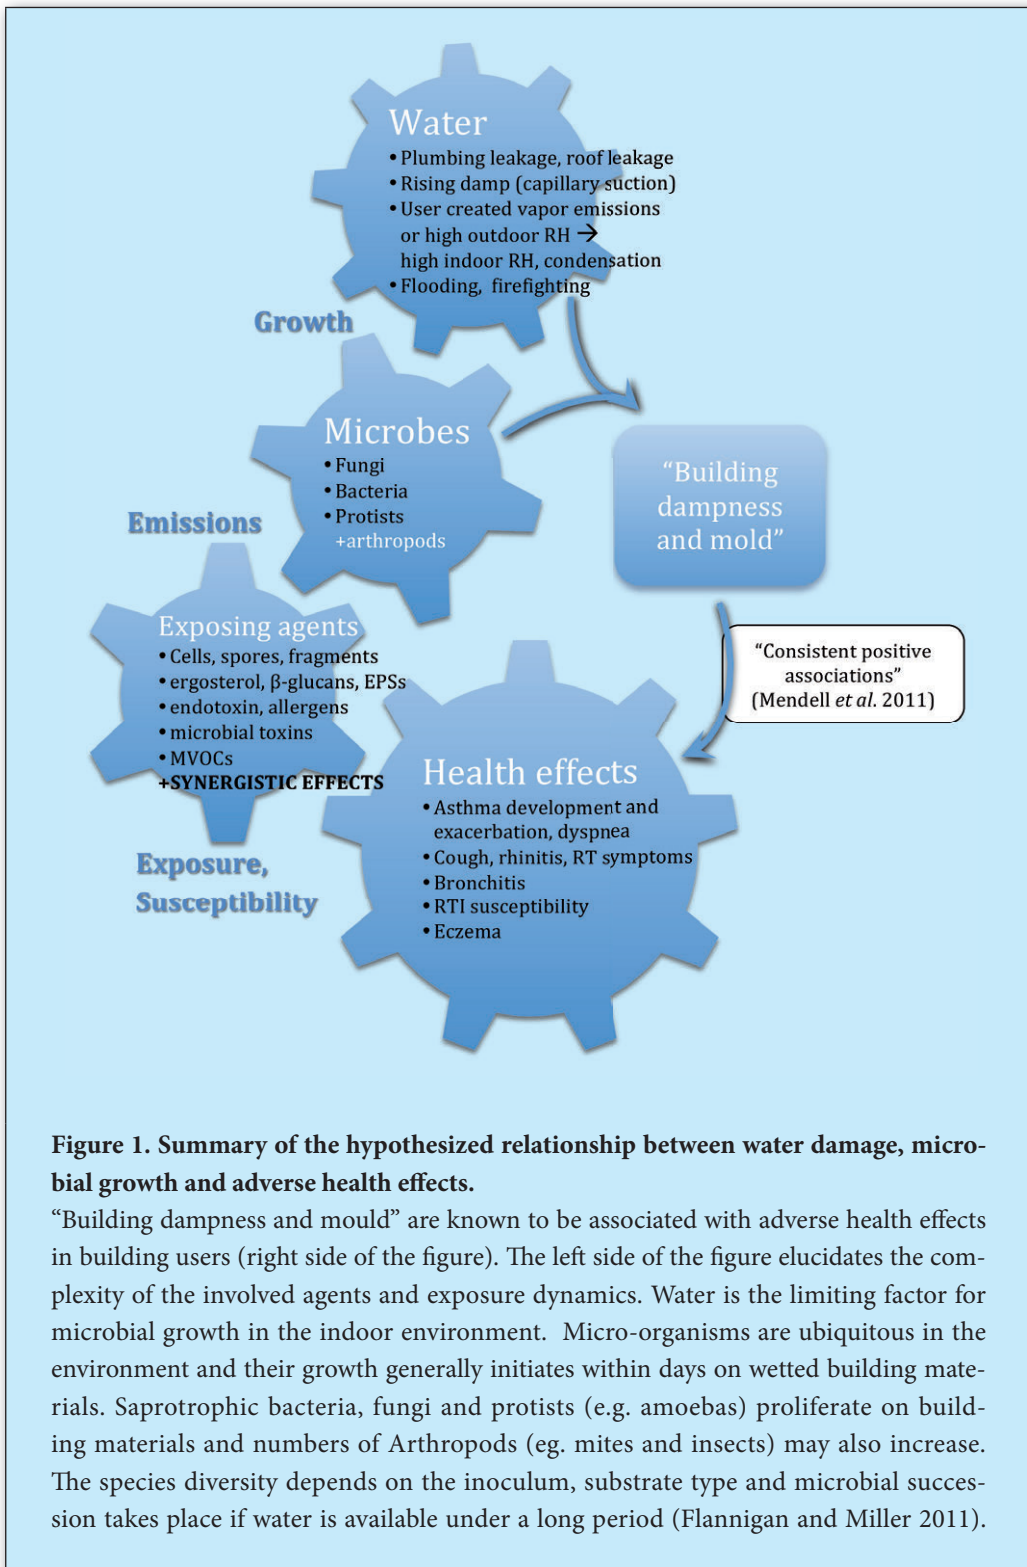 Water
• Plumbing leakage, roof leakage
• Rising damp (capillary suction)
• User created vapor emissions
or high outdoor RH →
high indoor RH, condensation
• Flooding, firefighting
Growth
Microbes
• Fungi
• Bacteria
• Protists
+arthropods
“Building
dampness
and mold”
Emissions
Exposing agents
• Cells, spores, fragments
• ergosterol, β-glucans, EPSs
• endotoxin, allergens
• microbial toxins
• MVOCs
+SYNERGISTIC EFFECTS
“Consistent positive
associations”
(Mendell et al. 2011)
Exposure,
Susceptibility
Health effects
• Asthma development and
exacerbation, dyspnea
• Cough, rhinitis, RT symptoms
• Bronchitis
• RTI susceptibility
• Eczema
Figure 1. Summary of the hypothesized relationship between water damage, micro-
bial growth and adverse health effects.
“Building dampness and mould” are known to be associated with adverse health effects
in building users (right side of the figure). The left side of the figure elucidates the com-
plexity of the involved agents and exposure dynamics. Water is the limiting factor for
microbial growth in the indoor environment.  Micro-organisms are ubiquitous in the
environment and their growth generally initiates within days on wetted building mate-
rials. Saprotrophic bacteria, fungi and protists (e.g. amoebas) proliferate on build-
ing materials and numbers of Arthropods (eg. mites and insects) may also increase.
The species diversity depends on the inoculum, substrate type and microbial succes-
sion takes place if water is available under a long period (Flannigan and Miller 2011).